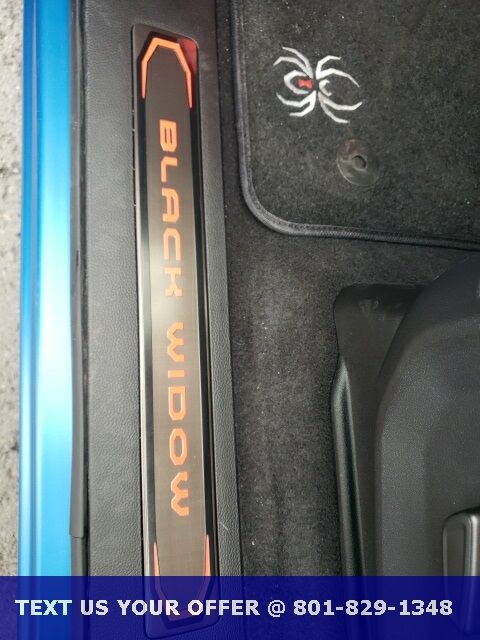 BLACK WIDOW
TEXT US YOUR OFFER @ 801-829-1348